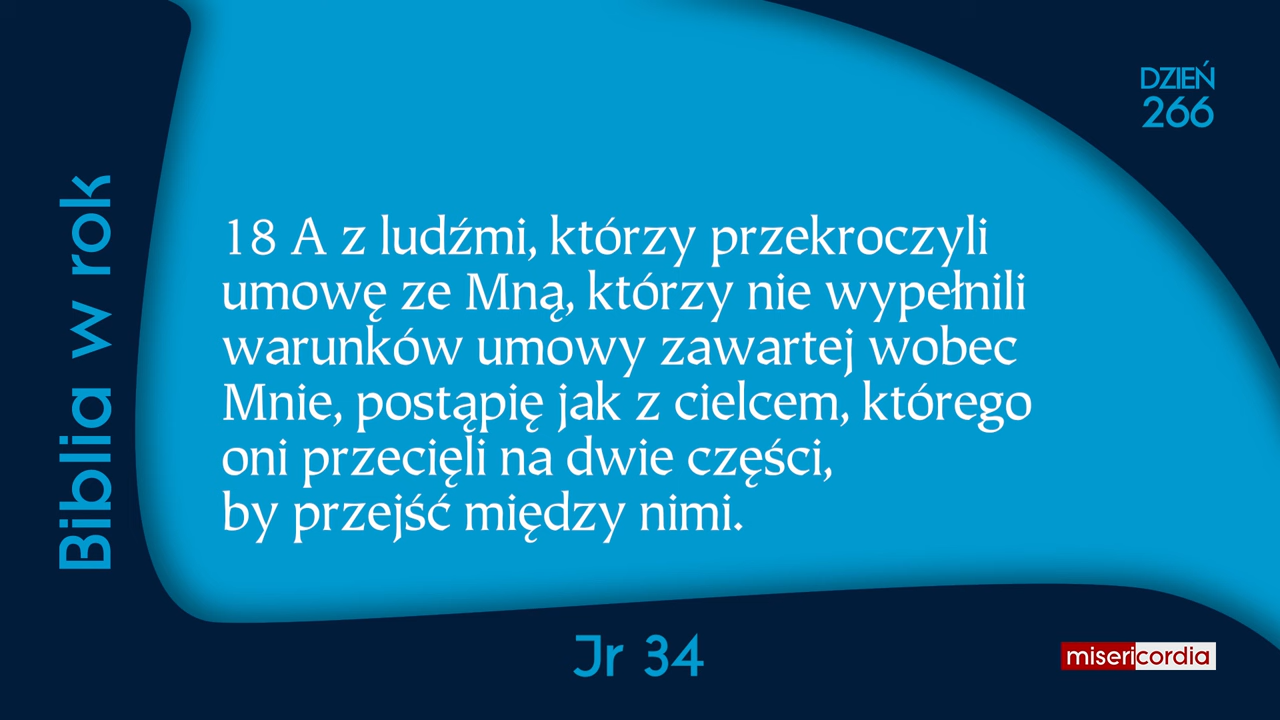 DZIEŃ
266
Biblia w rok
18 A z ludźmi, którzy przekroczyli
umowę ze Mną, którzy nie wypełnili
warunków umowy zawartej wobec
Mnie, postąpię jak z cielcem, którego
oni przecięli na dwie części,
by przejść między nimi.
Jr 34
misericordia